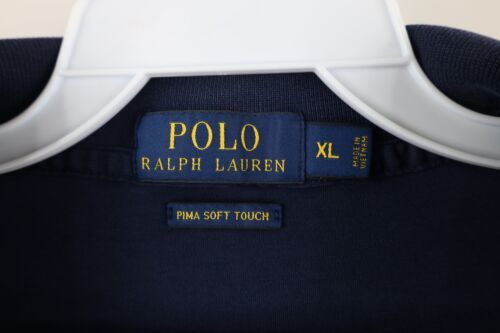 POLO
RALPH LAUREN
XL
MADE IN
VIETNAM
PIMA SOFT TOUCH